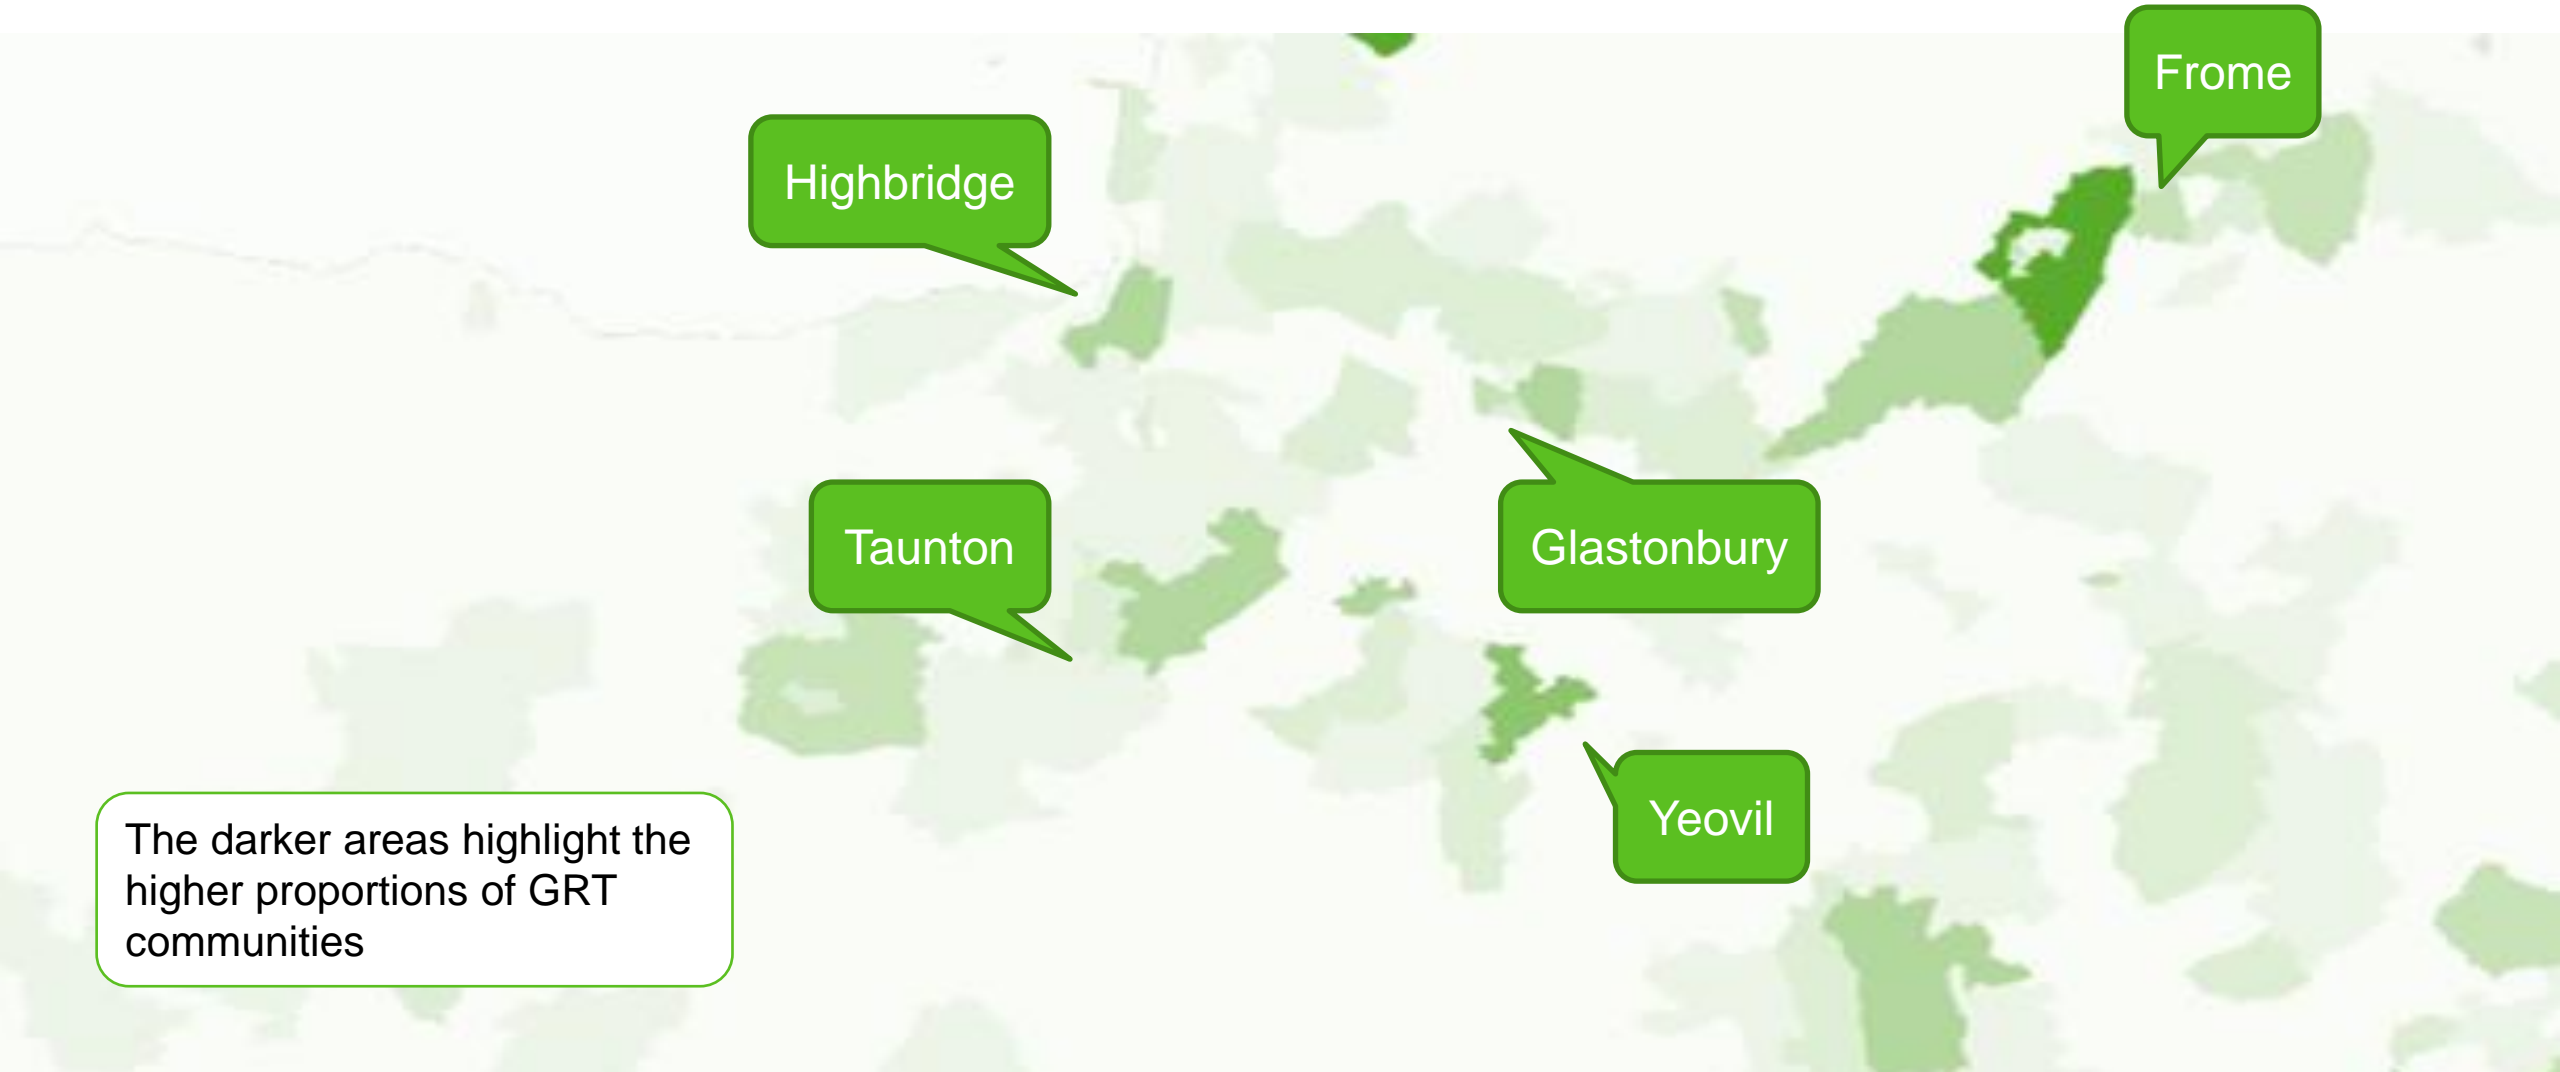 Frome
Highbridge
Taunton
Glastonbury
Yeovil
The darker areas highlight the
higher proportions of GRT
communities